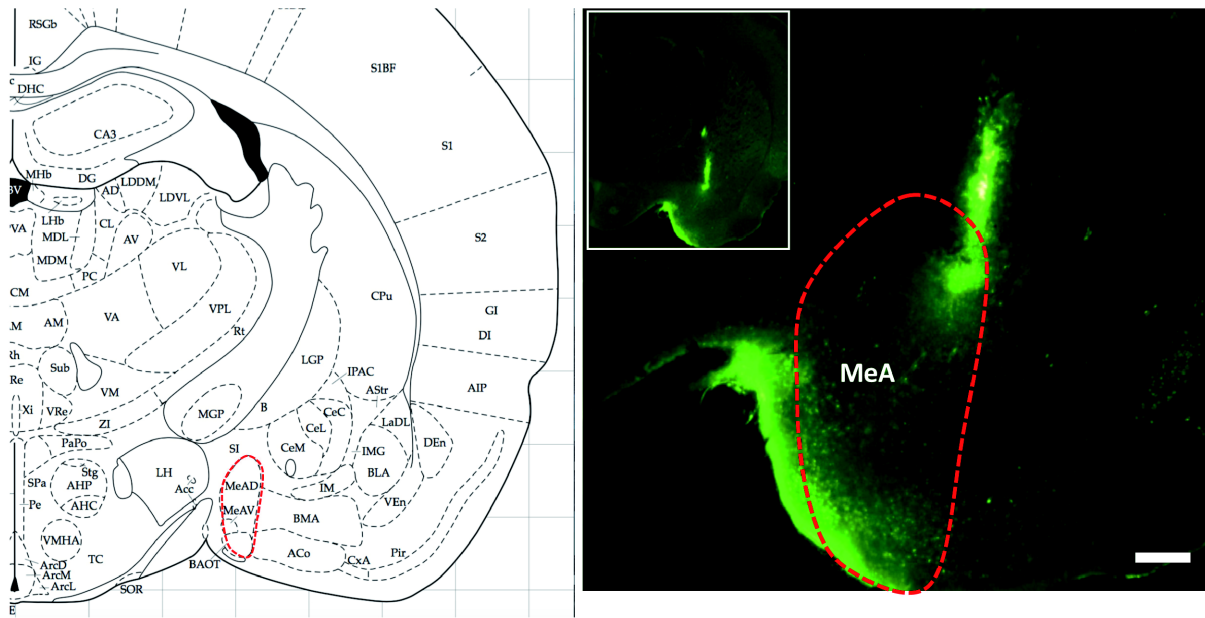 RSGb
IG
c
DHC
S1BF
CA3
S1
MHb
DG
LDDM
BV
AD
LDVL
LHb
CL
VA
MDL
AV
S2
MDM
PC
VL
CM
CPu
VPL
GI
AM
VA
Rt
DI
Rh
LGP
Sub
IPAC
Re
AStr
AIP
VM
MGP
B
CeC
Xi
VRe
LaDL
ZI
CeL
DEn
PaPo
SI
CeM
IMG
Stg
LH
BLA
SPa
AHP
Acc
MeAD
IM
Pe
AHC
MeAV
VEn
BMA
VMHA
TC
ACo
Pir
ArcD
BAOT
CxA
ArcM
ArcL
SOR
E
MeA